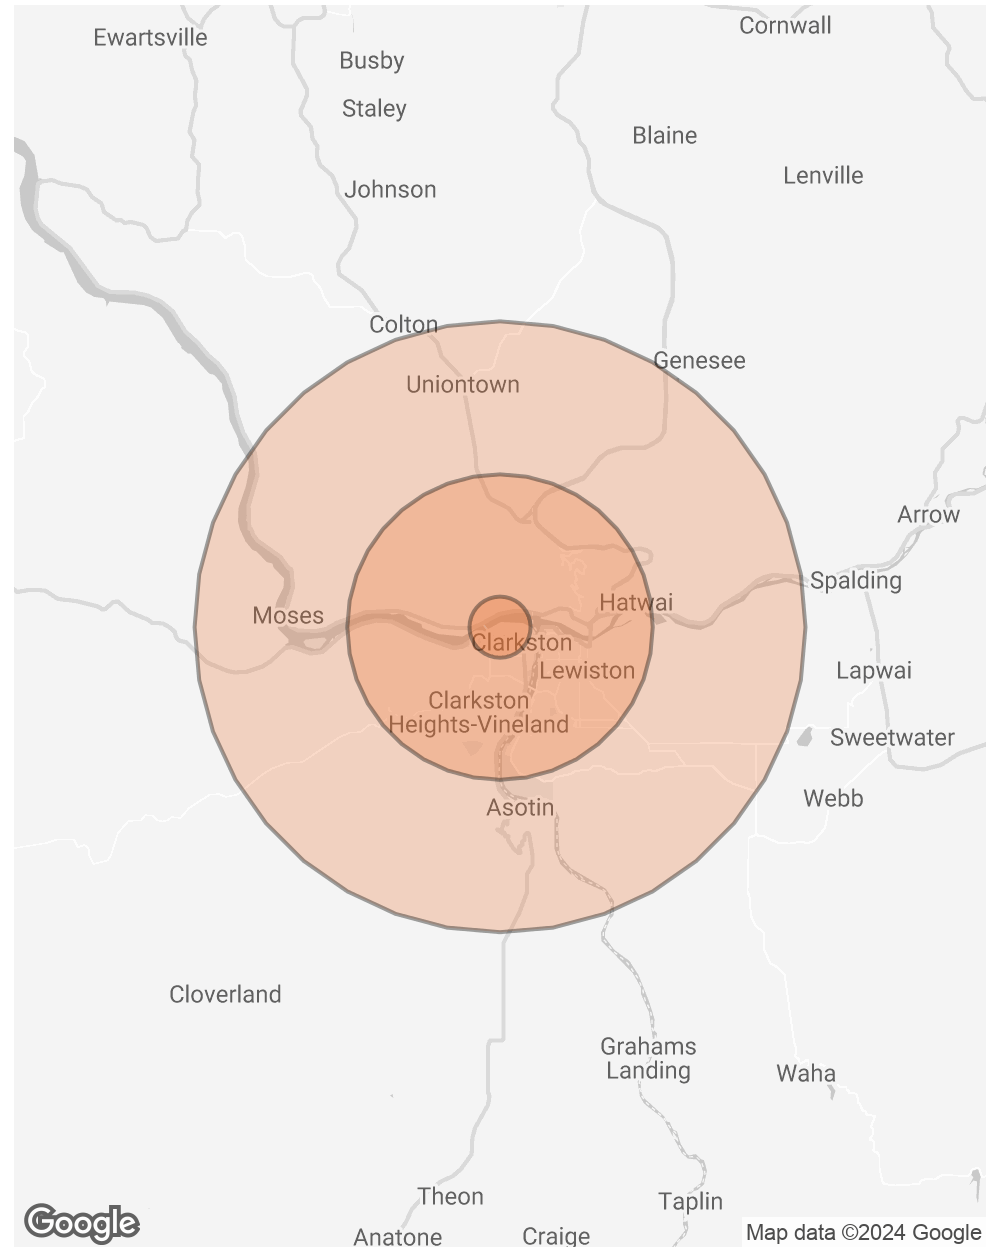 Ewartsville
Cornwall
Busby
Staley
Blaine
Lenville
Johnson
Colton
Genesee
Uniontown
Arrow
Spalding
Hatwai
Moses
Clarkston
Lewiston
Lapwai
Clarkston
Heights-Vineland
Sweetwater
Webb
Asotin
Cloverland
Grahams
Landing
Waha
Theon
Taplin
Anatone
Craige
Google
Map data ©2024 Google